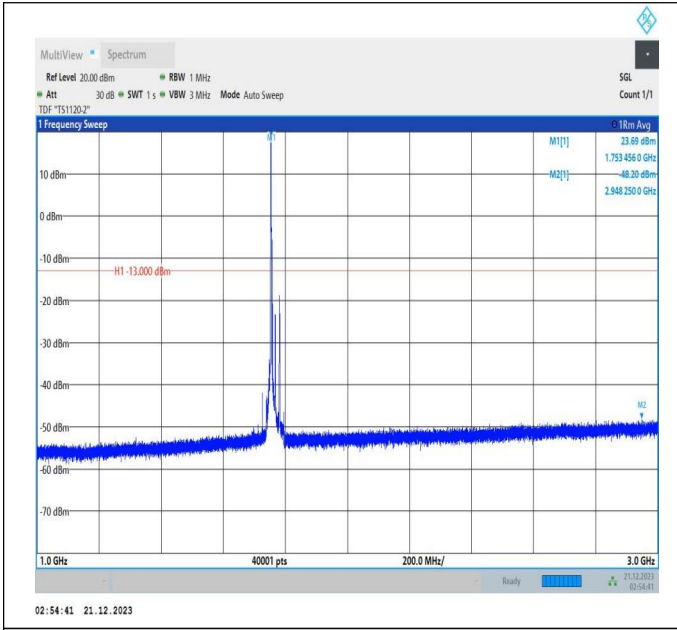 R S
MultiView Spectrum
Ref Level 20.00 dBm RBW 1 MHz SGL
Att 30 dB SWT 1 s VBW 3 MHz Mode Auto Sweep Count 1/1
TDF "TS1120-2"
1 Frequency Sweep 1Rm Avg
M1 M1[1] 23.69 dBm
1.753 456 0 GHz
10 dBm M2[1] -48.20 dBm
2.948 250 0 GHz
0 dBm
-10 dBm
H1 -13.000 dBm
-20 dBm
-30 dBm
-40 dBm
M2
-50 dBm
-60 dBm
-70 dBm
1.0 GHz 40001 pts 200.0 MHz/ 3.0 GHz
Ready 21.12.2023
02:54:41
02:54:41 21.12.2023